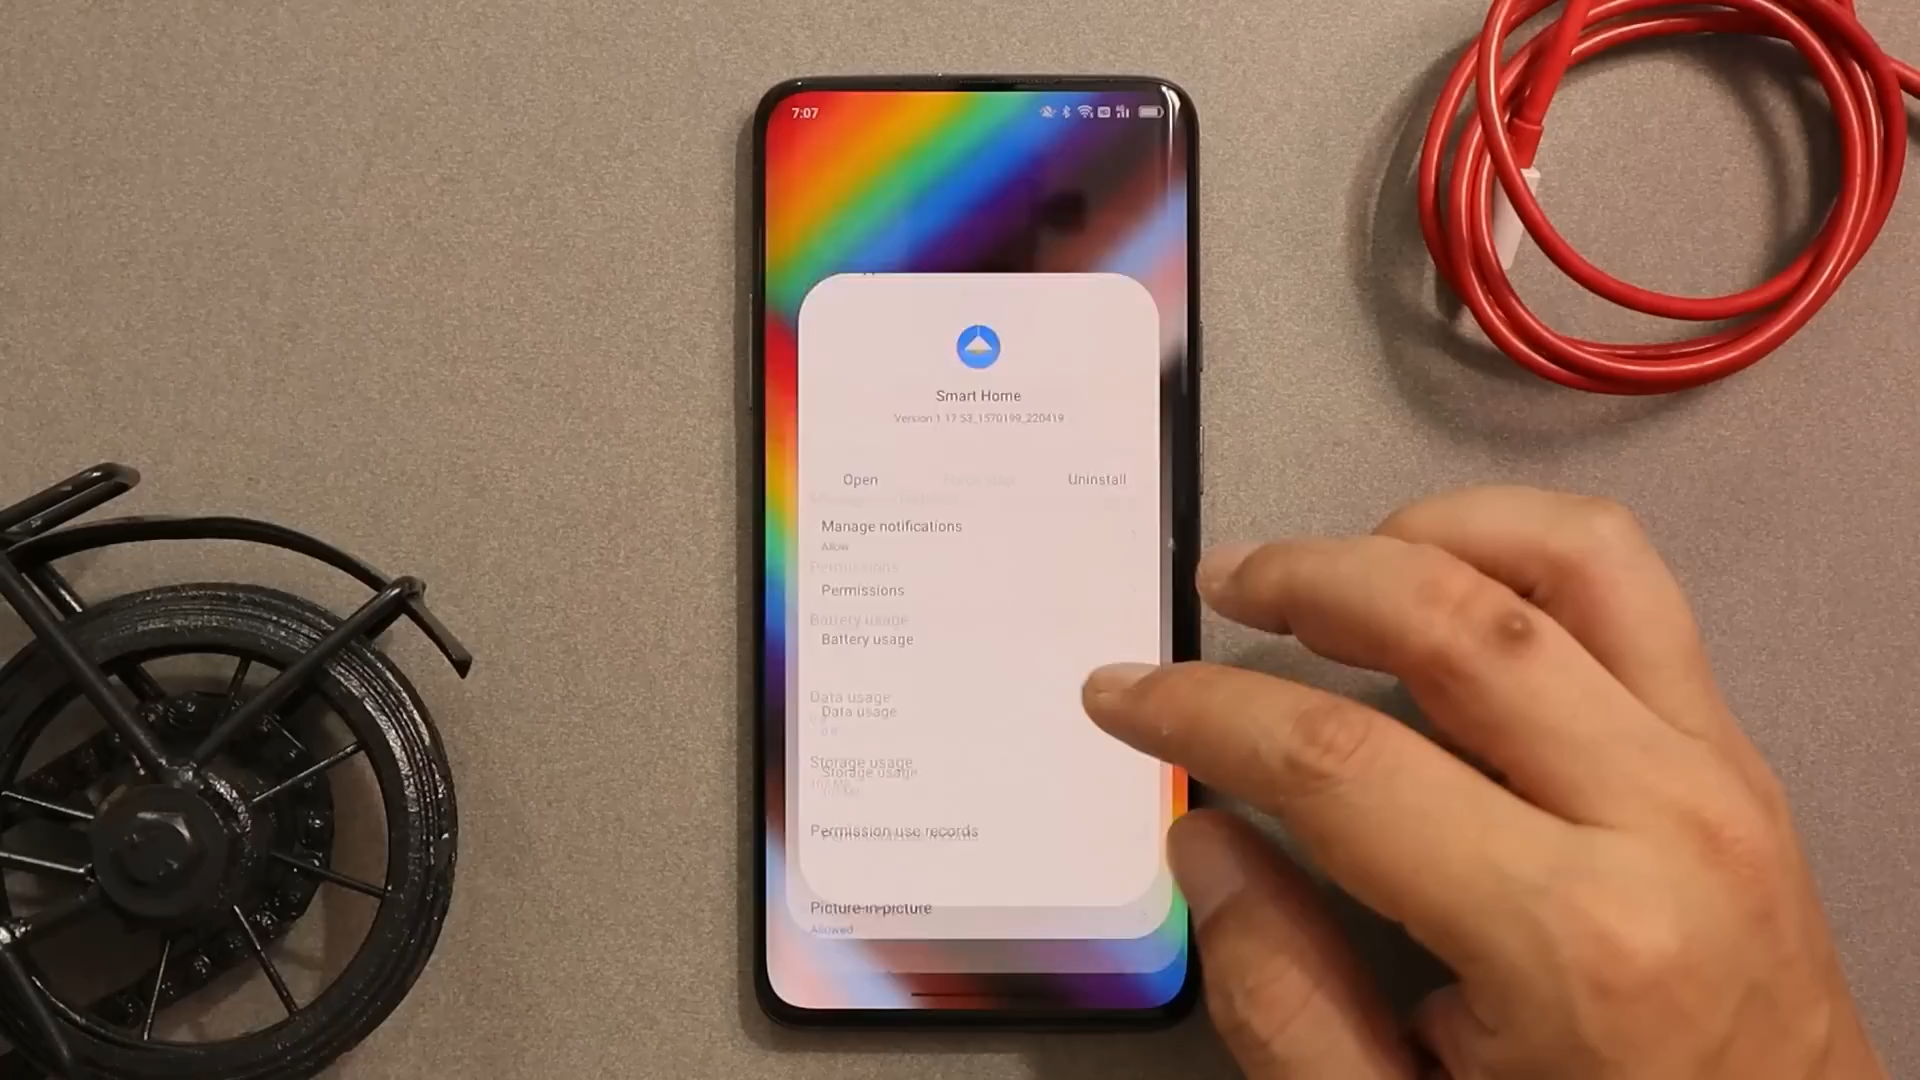 7:07
Smart Home
Version 1.17.53_1570199_220419
Open
Uninstall
Manage notifications
Allow
Permissions
Permissions
Battery usage
Battery usage
Data usage
Data usage
Storage usage
Storage usage
Permission use records
Picture-in-picture
Allowed